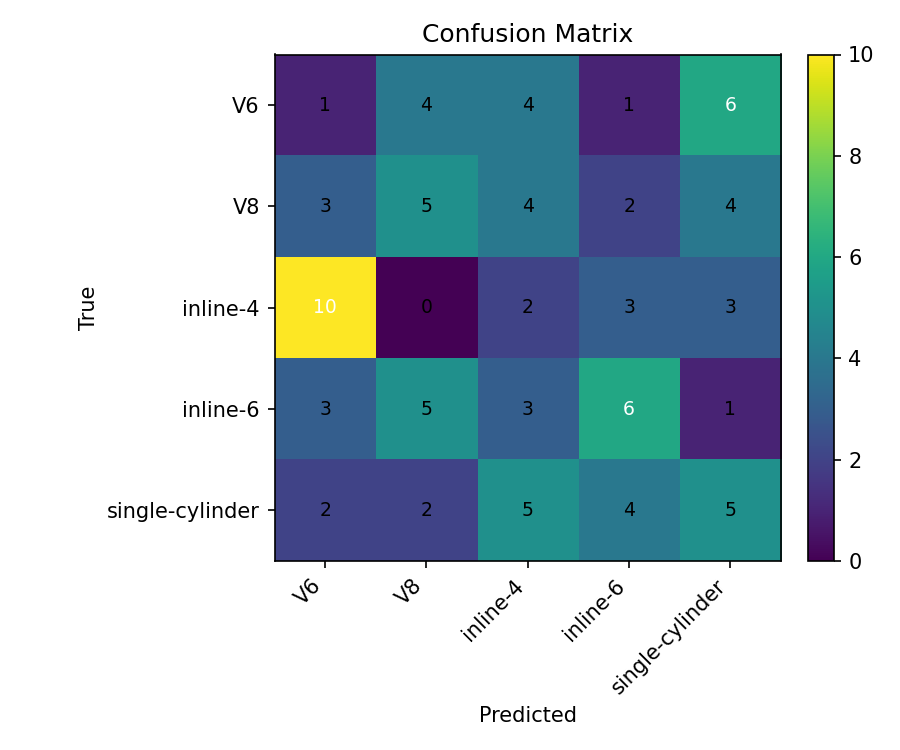 Confusion Matrix
True
V6 1 4 4 1 6
V8 3 5 4 2 4
inline-4 10 0 2 3 3
inline-6 3 5 3 6 1
single-cylinder 2 2 5 4 5
V6 V8 inline-4 inline-6 single-cylinder
Predicted
10
8
6
4
2
0